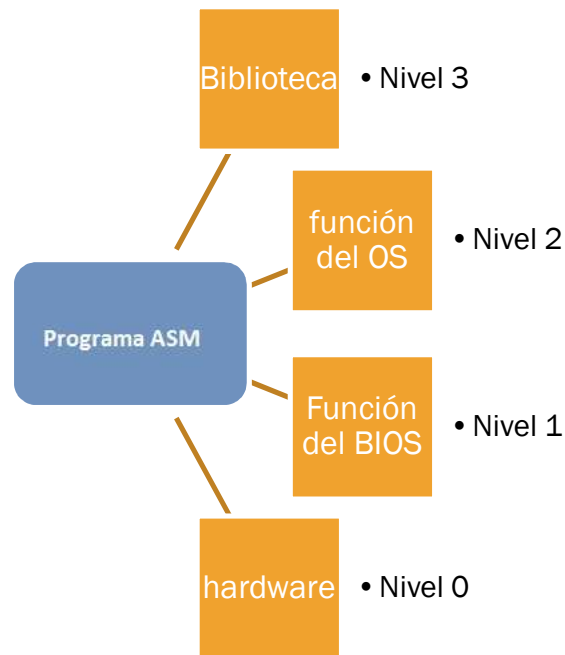 Biblioteca
• Nivel 3
función
del OS
• Nivel 2
Programa ASM
Función
del BIOS
• Nivel 1
hardware
• Nivel 0